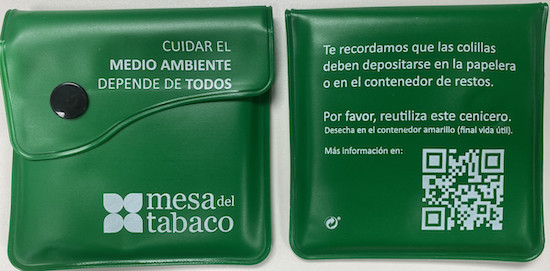 CUIDAR EL
MEDIO AMBIENTE
DEPENDE DE TODOS
mesa del
tabaco
Te recordamos que las colillas
deben depositarse en la papelera
o en el contenedor de restos.
Por favor, reutiliza este cenicero.
Desecha en el contenedor amarillo (final vida útil).
Más información en: